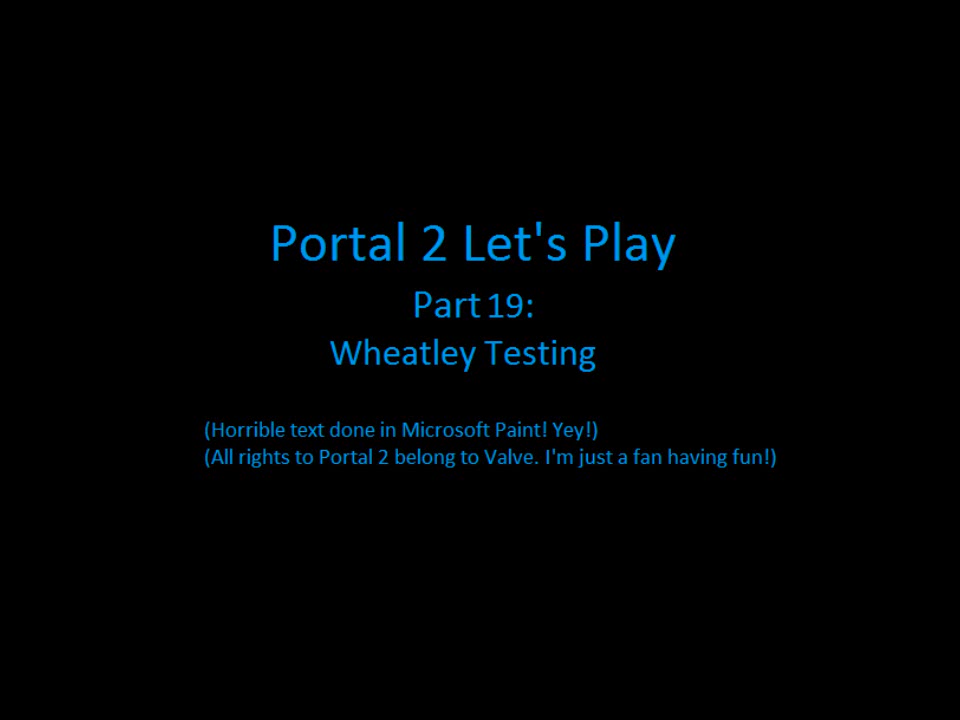 Portal 2 Let's Play
Part 19:
Wheatley Testing
(Horrible text done in Microsoft Paint! Yey!)
(All rights to Portal 2 belong to Valve. I'm just a fan having fun!)